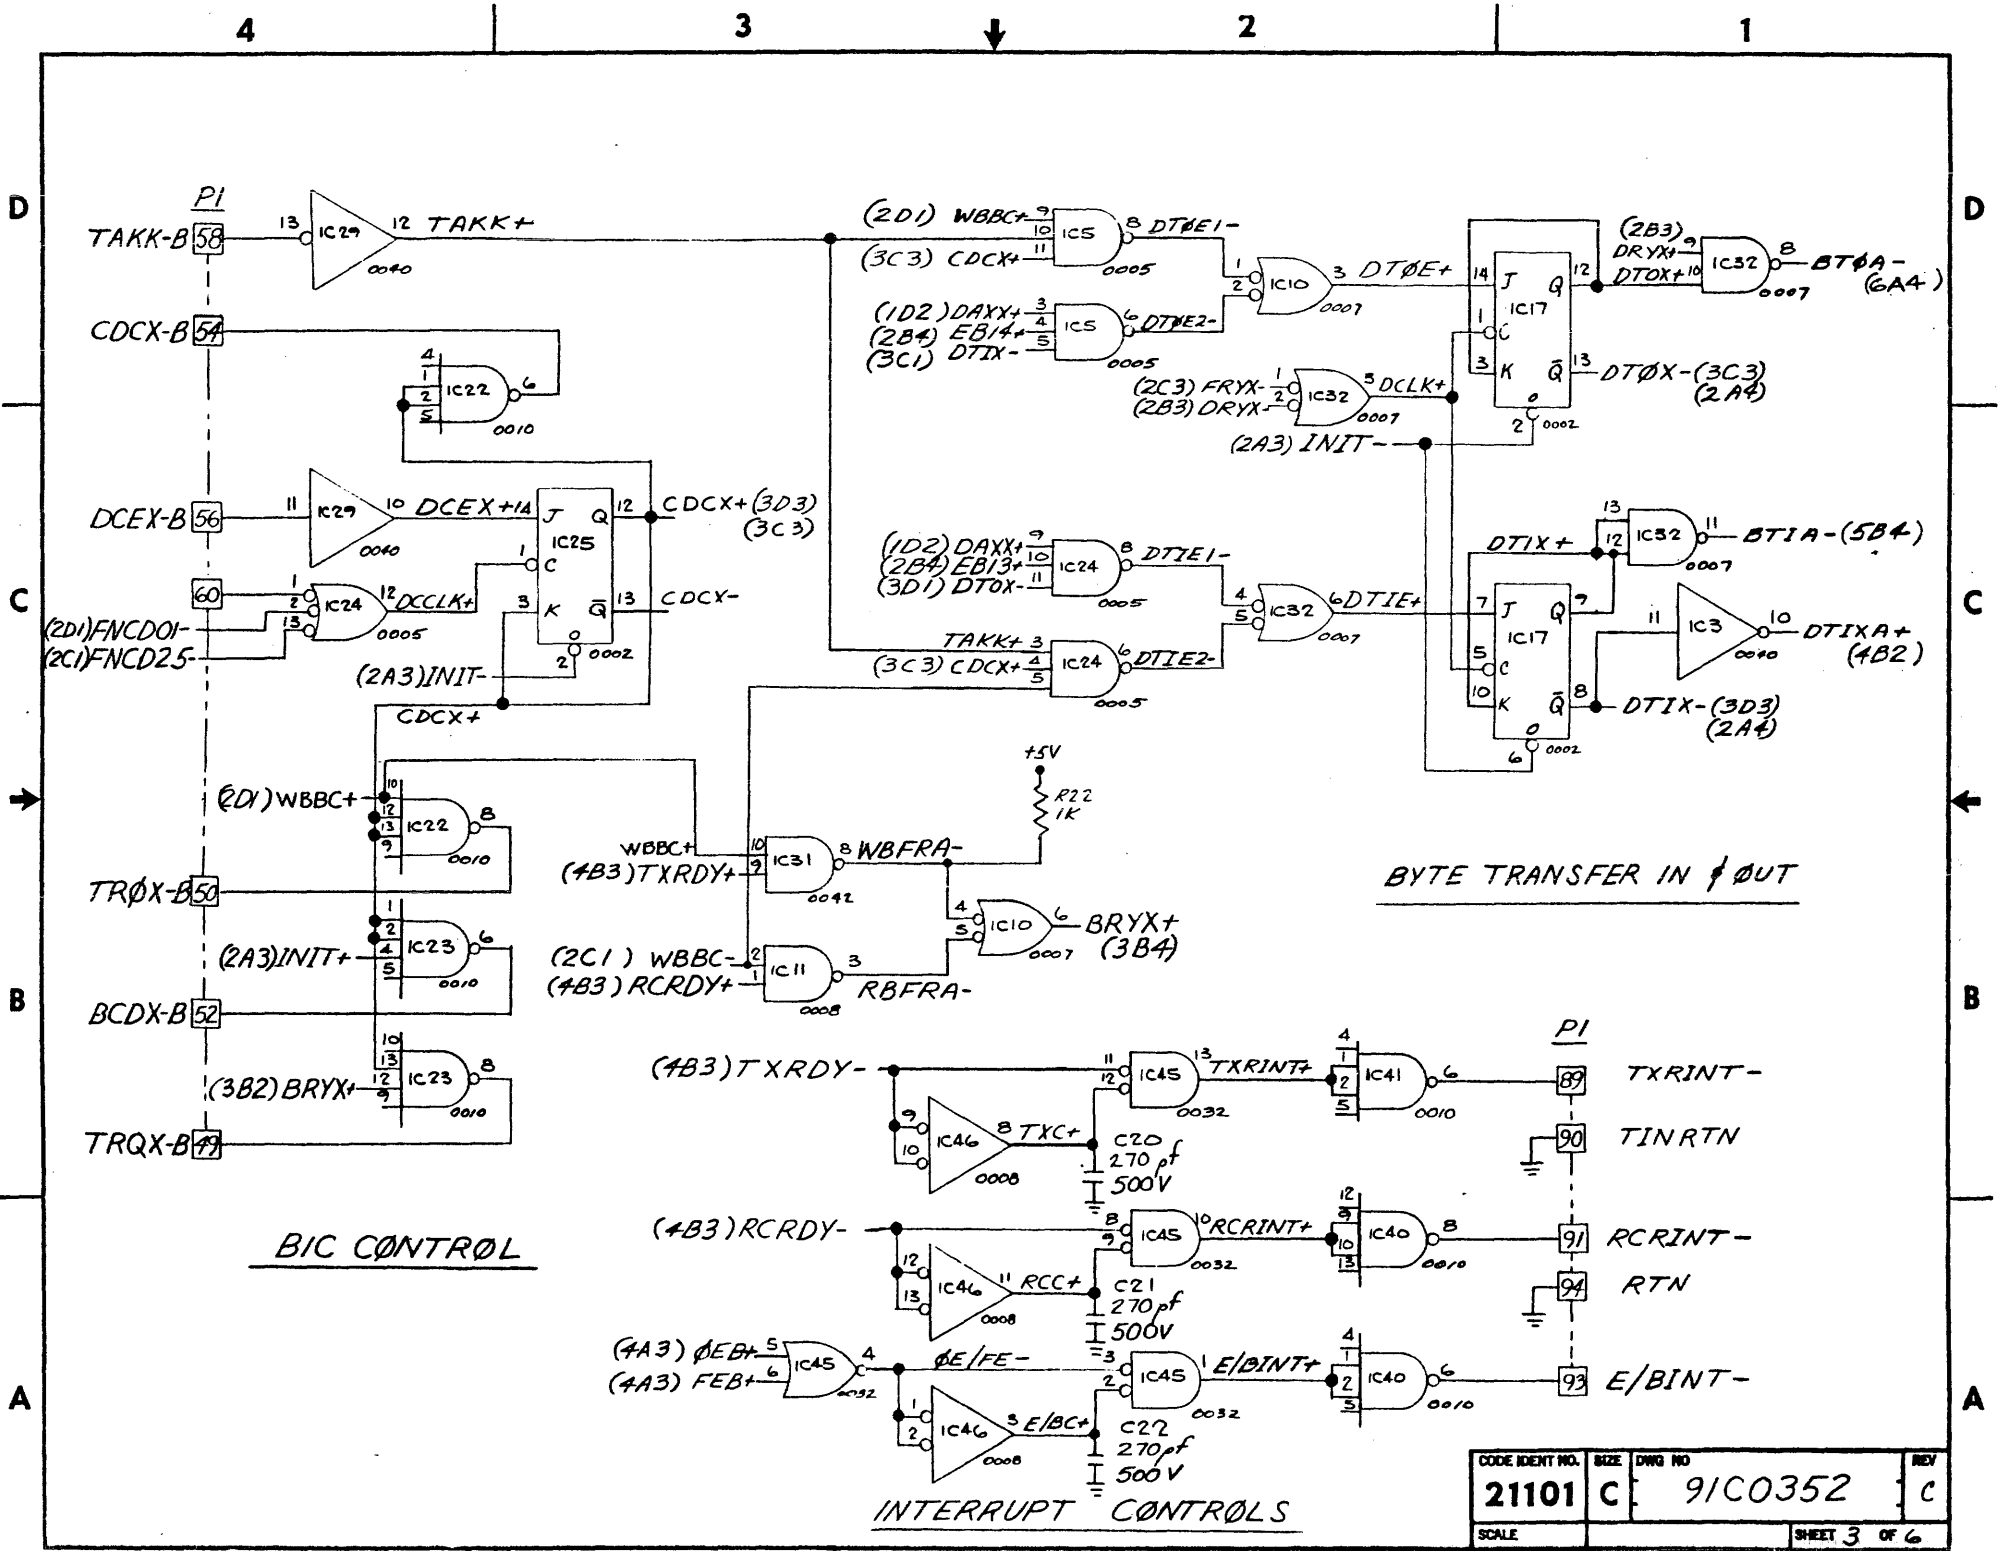 4 3 2 1
D
P1
TAKK-B 58
13 IC29 12 TAKK+
0040
CDCX-B 54
4
1
2
5
IC22 6
0010
DCEX-B 56
11 IC29 10 DCEX+ 14
0040
J Q 12 CDCX+ (3D3)
(3C3)
IC25
1 C
3 K Q̄ 13 CDCX-
0
2 0002
C
60
1
2
13
IC24 12 DCCLK+
0005
(2D1)FNCD01-
(2C1)FNCD25-
(2A3)INIT-
CDCX+
(2D1)WBBC+
10
12
13
9
IC22 8
0010
TRØX-B 50
1
2
4
5
IC23 6
0010
(2A3)INIT+
B
BCDX-B 52
10
13
12
9
IC23 8
0010
(3B2)BRYX+
TRQX-B 49
BIC CØNTRØL
(2D1) WBBC+ 9
10
(3C3) CDCX+ 11
IC5 8 DTØE1-
0005
(1D2)DAXX+ 3
(2B4) EB14+ 4
(3C1) DTIX- 5
IC5 6 DTØE2-
0005
1
2
IC10 3 DTØE+
0007
(2C3) FRYX- 1
(2B3) DRYX- 2
IC32 3 DCLK+
0007
(2A3) INIT-
14 J Q 12
IC17
1 C
3 K Q̄ 13 DTØX-(3C3)
(2A4)
0
2 0002
(2B3)
DRYX+ 9
DTOX+ 10
IC32 8 BTØA-
(6A4)
0007
D
(1D2) DAXX+ 9
(2B4) EB13+ 10
(3D1) DTOX- 11
IC24 8 DTIE1-
0005
TAKK+ 3
(3C3) CDCX+ 4
5
IC24 6 DTIE2-
0005
4
5
IC32 6 DTIE+
0007
7 J Q 9
IC17
5 C
10 K Q̄ 8 DTIX-(3D3)
(2A4)
0
6 0002
DTIX+
13
12
IC32 11 BTIA-(5B4)
0007
11 IC3 10 DTIXA+
(4B2)
0040
C
BYTE TRANSFER IN & ØUT
+5V
R22
1K
WBBC+ 10
(4B3)TXRDY+ 9
IC31 8 WBFRA-
0042
(2C1) WBBC- 2
(4B3) RCRDY+ 1
IC11 3
RBFRA-
0008
4
5
IC10 6 BRYX+
(3B4)
0007
B
(4B3)TXRDY-
11
12
IC45 13 TXRINT+
0032
9
10
IC46 8 TXC+
0008
C20
270pf
500V
4
1
2
5
IC41 6
0010
P1
89 TXRINT-
90 TINRTN
(4B3)RCRDY-
8
9
IC45 10 RCRINT+
0032
12
13
IC46 11 RCC+
0008
C21
270pf
500V
12
9
10
13
IC40 8
0010
91 RCRINT-
94 RTN
(4A3) ØEB+ 5
(4A3) FEB+ 6
IC45 4 ØE/FE-
0032
3
2
IC45 1 E/BINT+
0032
1
2
IC46 3 E/BC+
0008
C22
270pf
500V
4
1
2
5
IC40 6
0010
93 E/BINT-
A A
INTERRUPT CØNTRØLS
CODE IDENT NO. SIZE DWG NO REV
21101 C 91C0352 C
SCALE SHEET 3 OF 6